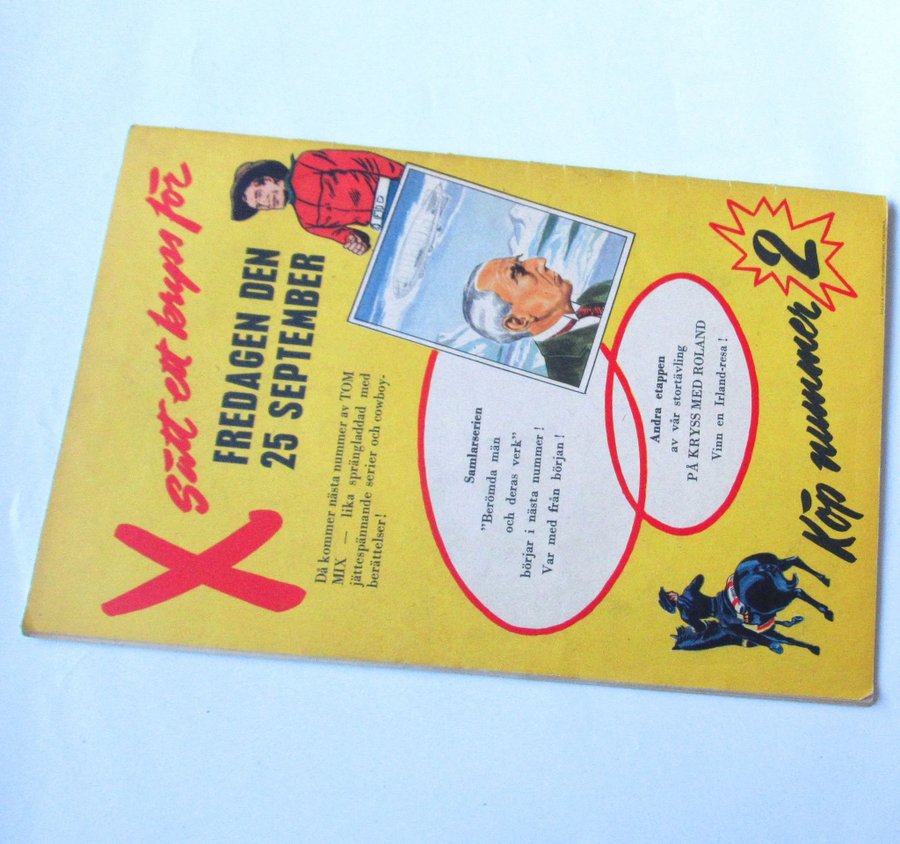 X Sätt ett kryss för
FREDAGEN DEN
25 SEPTEMBER
Då kommer nästa nummer av TOM
MIX — lika sprängladdad med
jättespännande serier och cowboy-
berättelser!
Samlarserien
"Berömda män
och deras verk"
börjar i nästa nummer!
Var med från början!
Andra etappen
av vår stortävling
PÅ KRYSS MED ROLAND
Vinn en Irland-resa!
Köp nummer 2